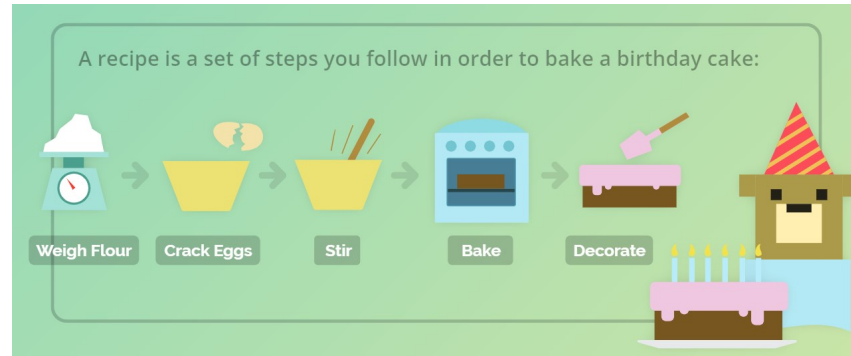 A recipe is a set of steps you follow in order to bake a birthday cake:
Weigh Flour
Crack Eggs
Stir
Bake
Decorate